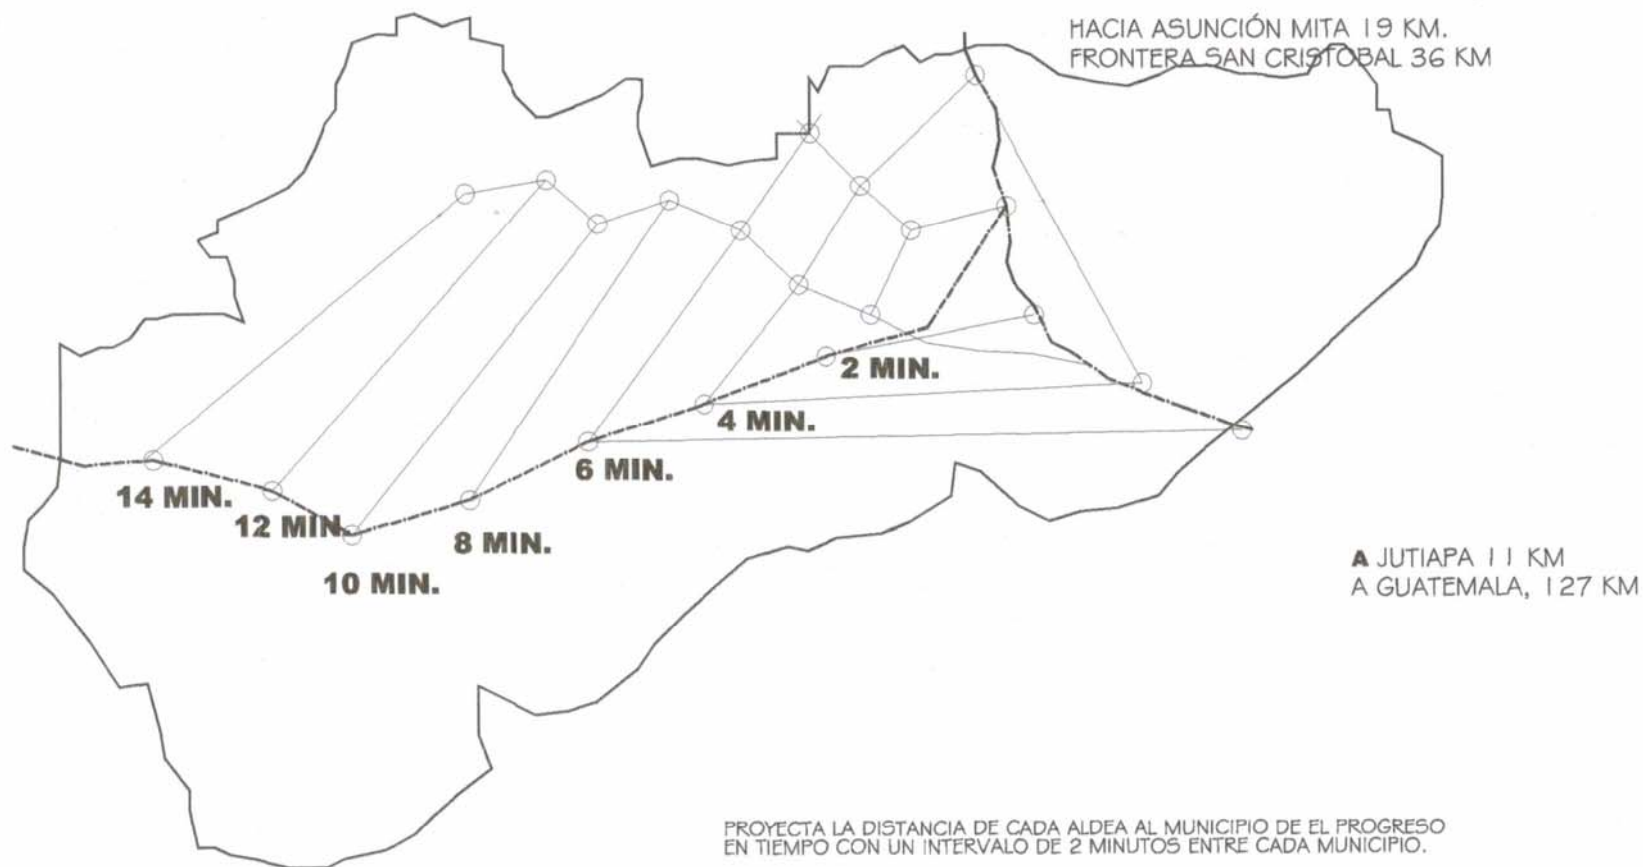 HACIA ASUNCIÓN MITA 19 KM.
FRONTERA SAN CRISTOBAL 36 KM
2 MIN.
4 MIN.
6 MIN.
14 MIN.
12 MIN.
8 MIN.
10 MIN.
A JUTIAPA 11 KM
A GUATEMALA, 127 KM
PROYECTA LA DISTANCIA DE CADA ALDEA AL MUNICIPIO DE EL PROGRESO
EN TIEMPO CON UN INTERVALO DE 2 MINUTOS ENTRE CADA MUNICIPIO.